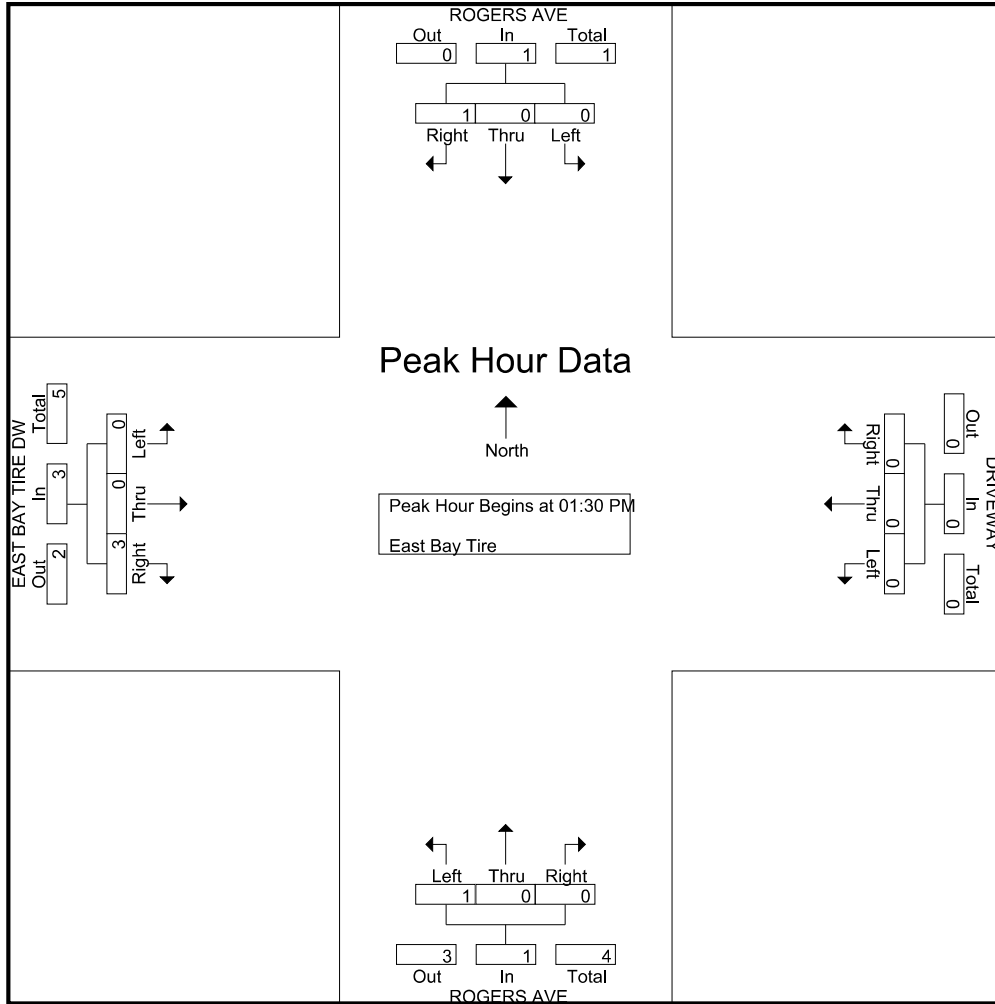 ROGERS AVE
Out In Total
0 1 1
1 0 0
Right Thru Left
Peak Hour Data
North
Peak Hour Begins at 01:30 PM
East Bay Tire
EAST BAY TIRE DW
Out In Total
2 3 5
0 0 3
Left Thru Right
DRIVEWAY
Out In Total
0 0 0
Right Thru Left
0 0 0
Left Thru Right
1 0 0
3 1 4
Out In Total
ROGERS AVE